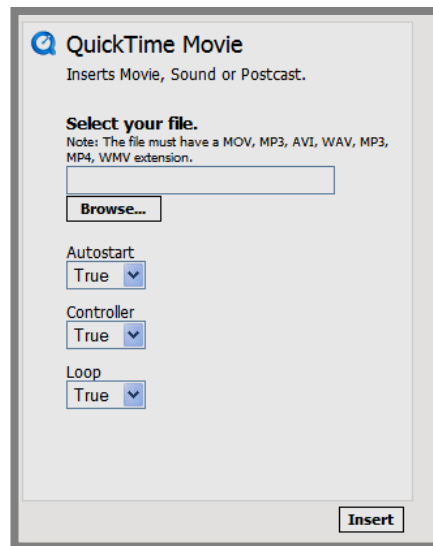 QuickTime Movie
Inserts Movie, Sound or Postcast.
Select your file.
Note: The file must have a MOV, MP3, AVI, WAV, MP3,
MP4, WMV extension.
Browse...
Autostart
True
Controller
True
Loop
True
Insert